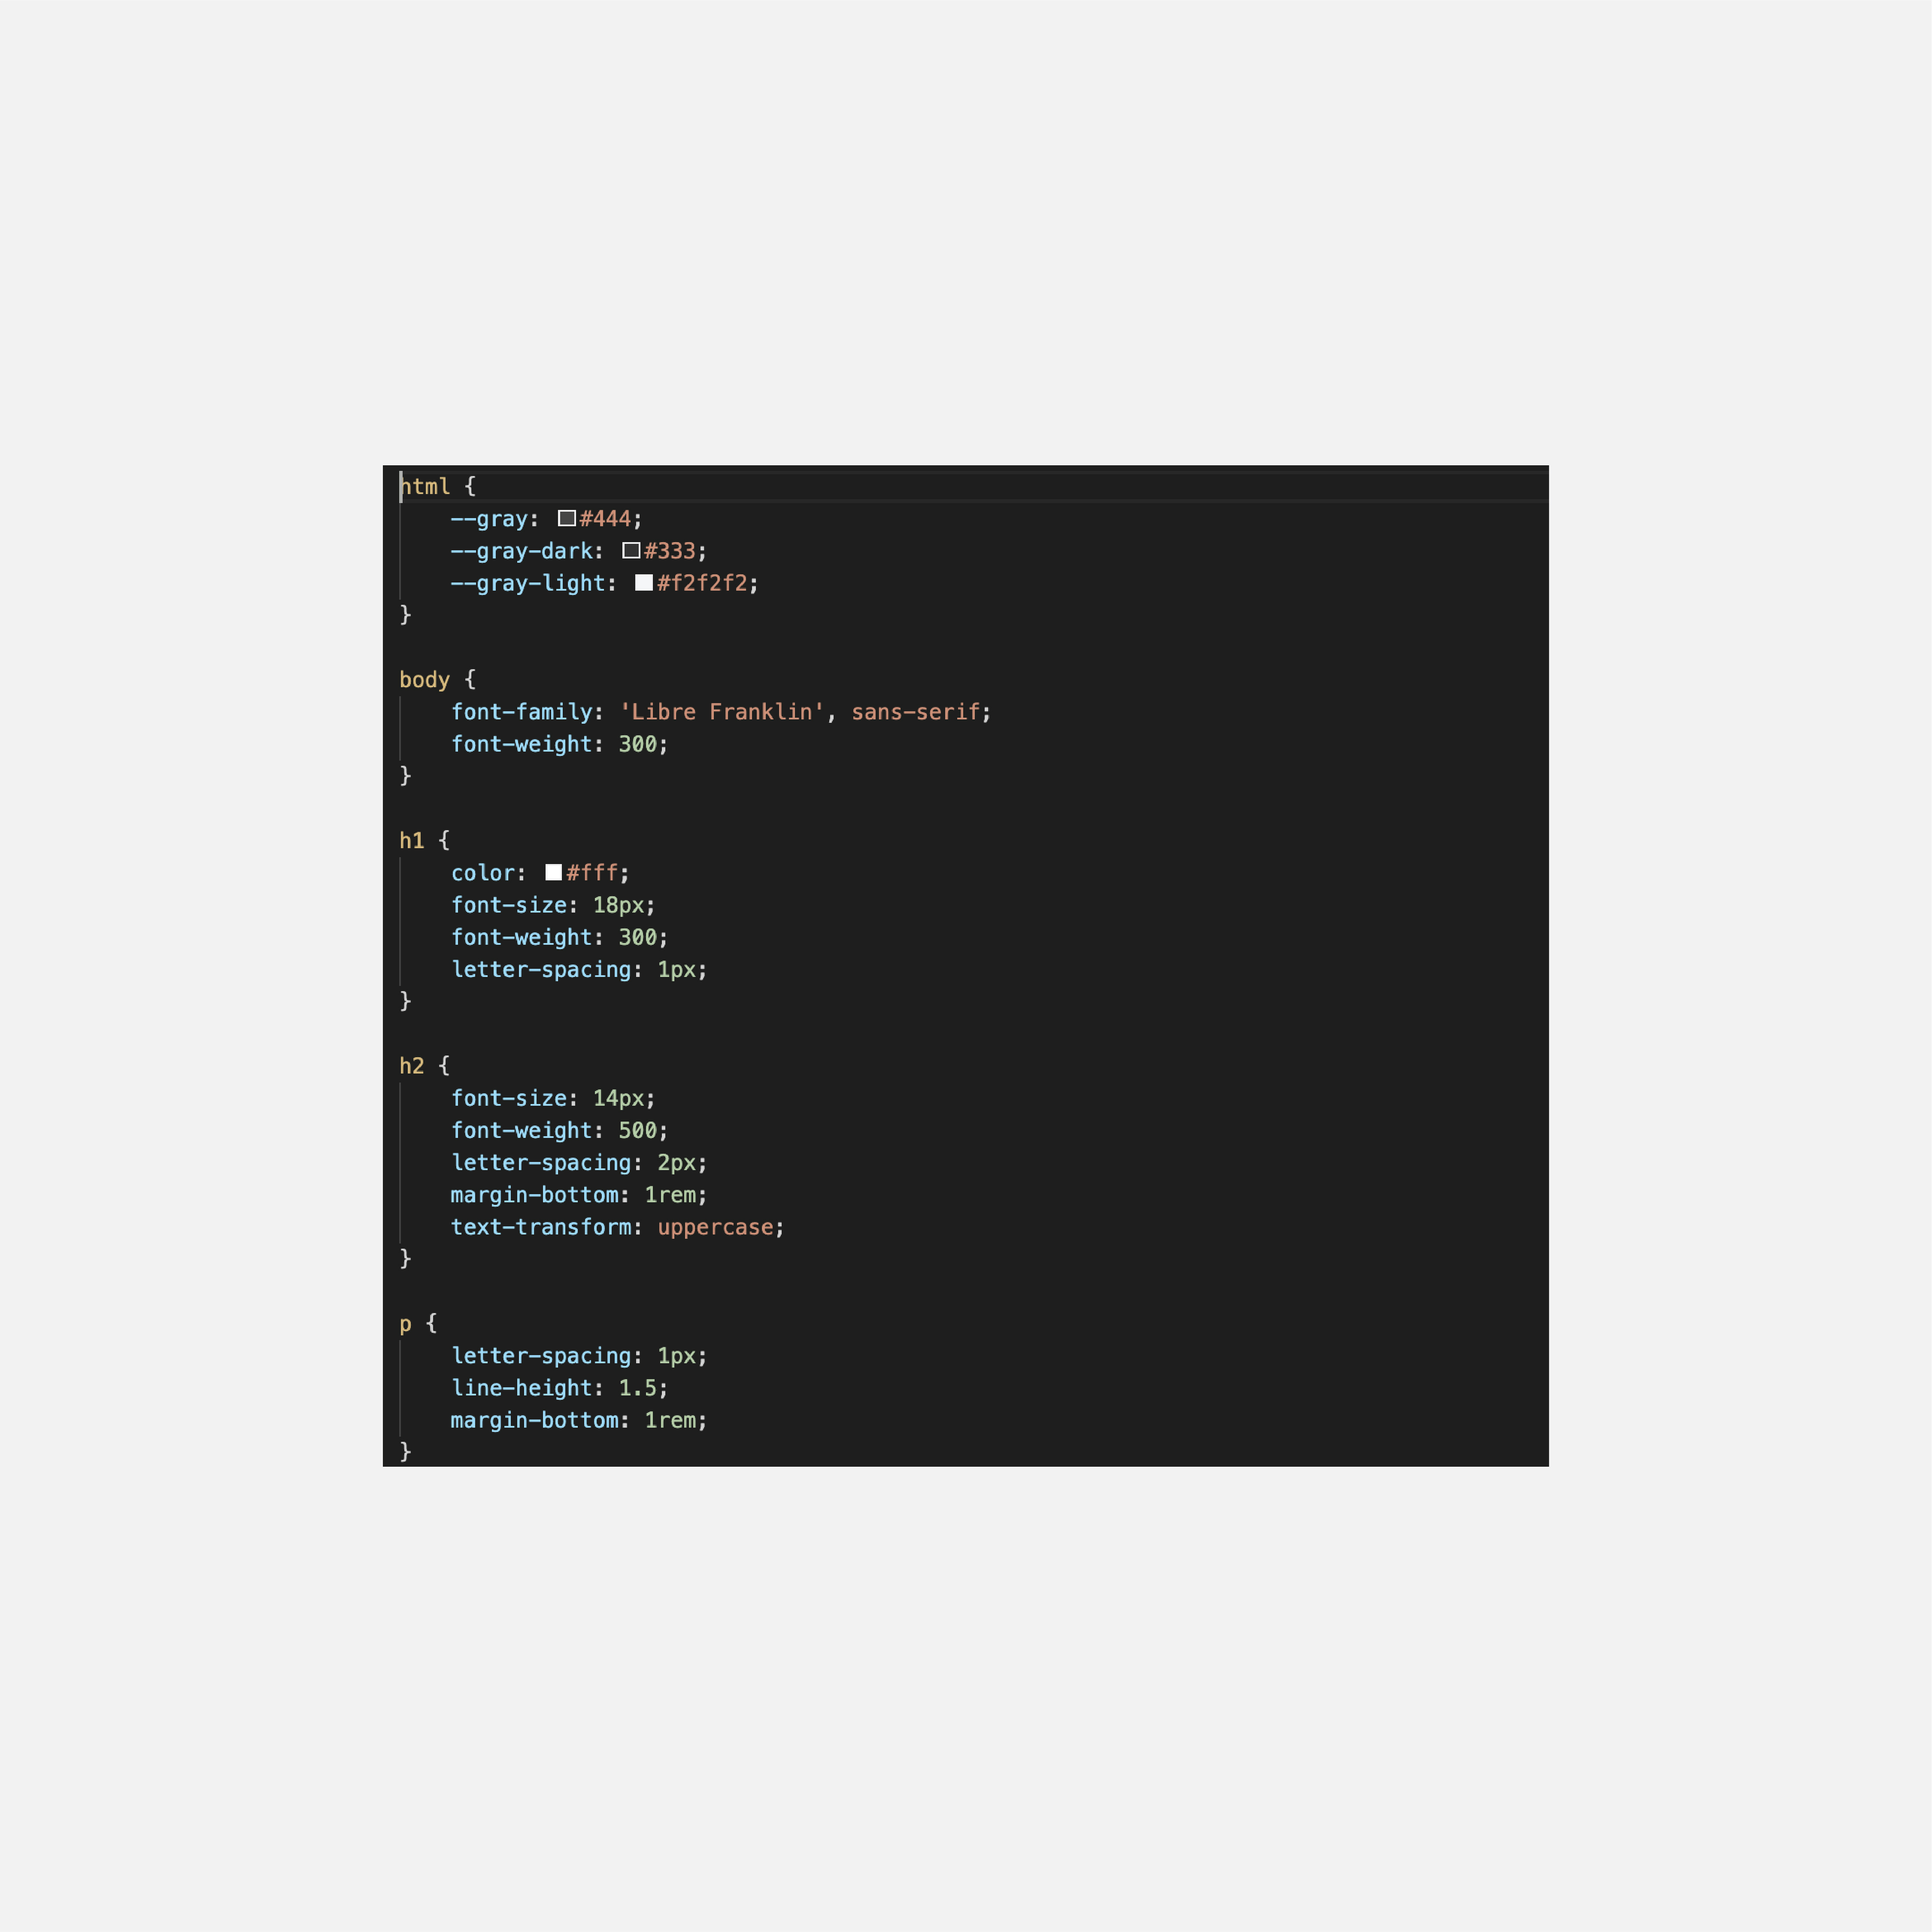 html {
    --gray: #444;
    --gray-dark: #333;
    --gray-light: #f2f2f2;
}

body {
    font-family: 'Libre Franklin', sans-serif;
    font-weight: 300;
}

h1 {
    color: #fff;
    font-size: 18px;
    font-weight: 300;
    letter-spacing: 1px;
}

h2 {
    font-size: 14px;
    font-weight: 500;
    letter-spacing: 2px;
    margin-bottom: 1rem;
    text-transform: uppercase;
}

p {
    letter-spacing: 1px;
    line-height: 1.5;
    margin-bottom: 1rem;
}